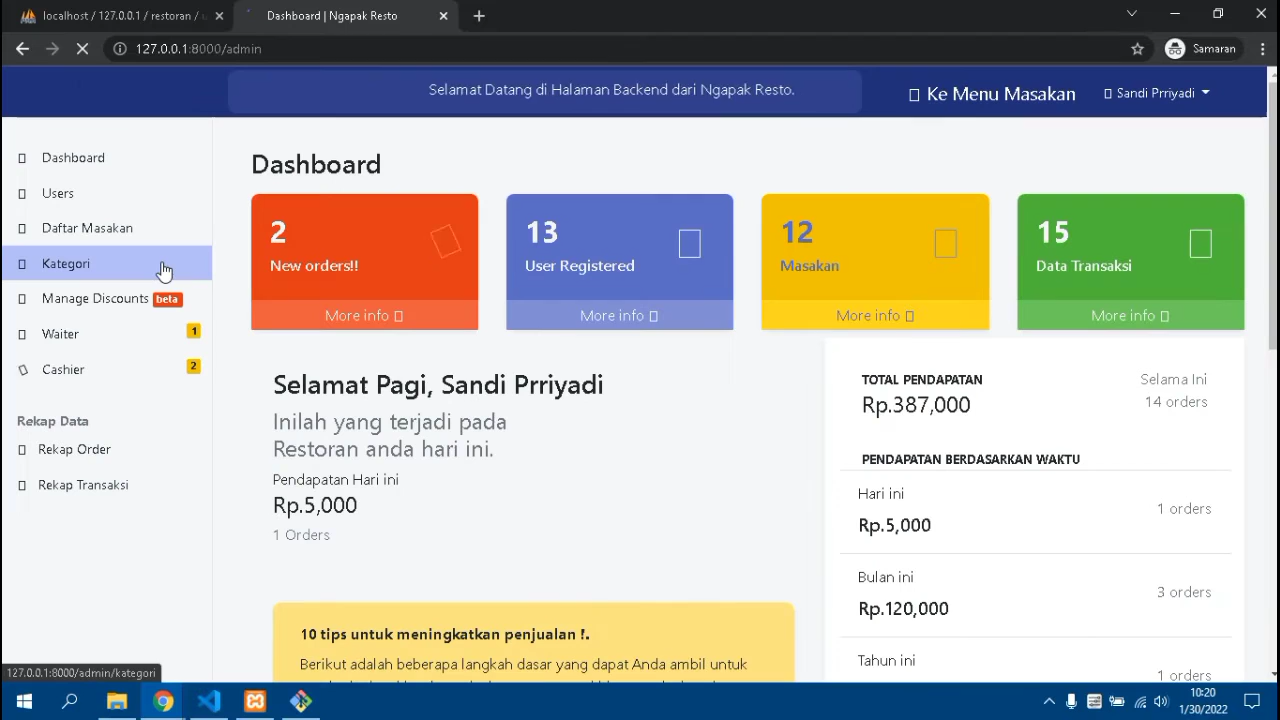 localhost / 127.0.0.1 / restoran /
Dashboard | Ngapak Resto
127.0.0.1:8000/admin
Samaran
Selamat Datang di Halaman Backend dari Ngapak Resto.
Ke Menu Masakan
Sandi Prriyadi
Dashboard
Users
Daftar Masakan
Kategori
Manage Discounts beta
Waiter 1
Cashier 2
Rekap Data
Rekap Order
Rekap Transaksi
Dashboard
2
New orders!!
More info
13
User Registered
More info
12
Masakan
More info
15
Data Transaksi
More info
Selamat Pagi, Sandi Prriyadi
Inilah yang terjadi pada
Restoran anda hari ini.
Pendapatan Hari ini
Rp.5,000
1 Orders
10 tips untuk meningkatkan penjualan !.
Berikut adalah beberapa langkah dasar yang dapat Anda ambil untuk
TOTAL PENDAPATAN
Rp.387,000
Selama Ini
14 orders
PENDAPATAN BERDASARKAN WAKTU
Hari ini
Rp.5,000
1 orders
Bulan ini
Rp.120,000
3 orders
Tahun ini
1 orders
127.0.0.1:8000/admin/kategori
10:20
1/30/2022